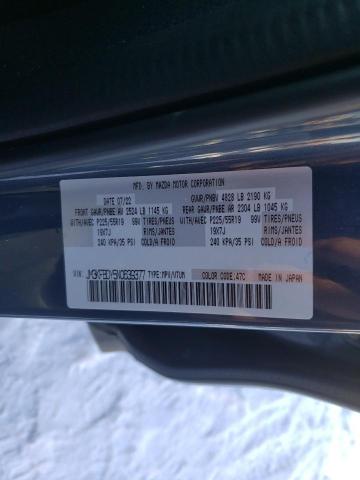 MFD. BY MAZDA MOTOR CORPORATION
DATE 07/22 GVWR/PNBV 4828 LB 2190 KG
FRONT GAWR/PNBE AV 2524 LB 1145 KG REAR GAWR/PNBE AR 2304 LB 1045 KG
WITH/AVEC P225/55R19 99V TIRES/PNEUS WITH/AVEC P225/55R19 99V TIRES/PNEUS
19X7J RIMS/JANTES 19X7J RIMS/JANTES
240 KPA/35 PSI COLD/A FROID 240 KPA/35 PSI COLD/A FROID
VIN: TYPE:MPV/VTUM COLOR CODE:47C MADE IN JAPAN